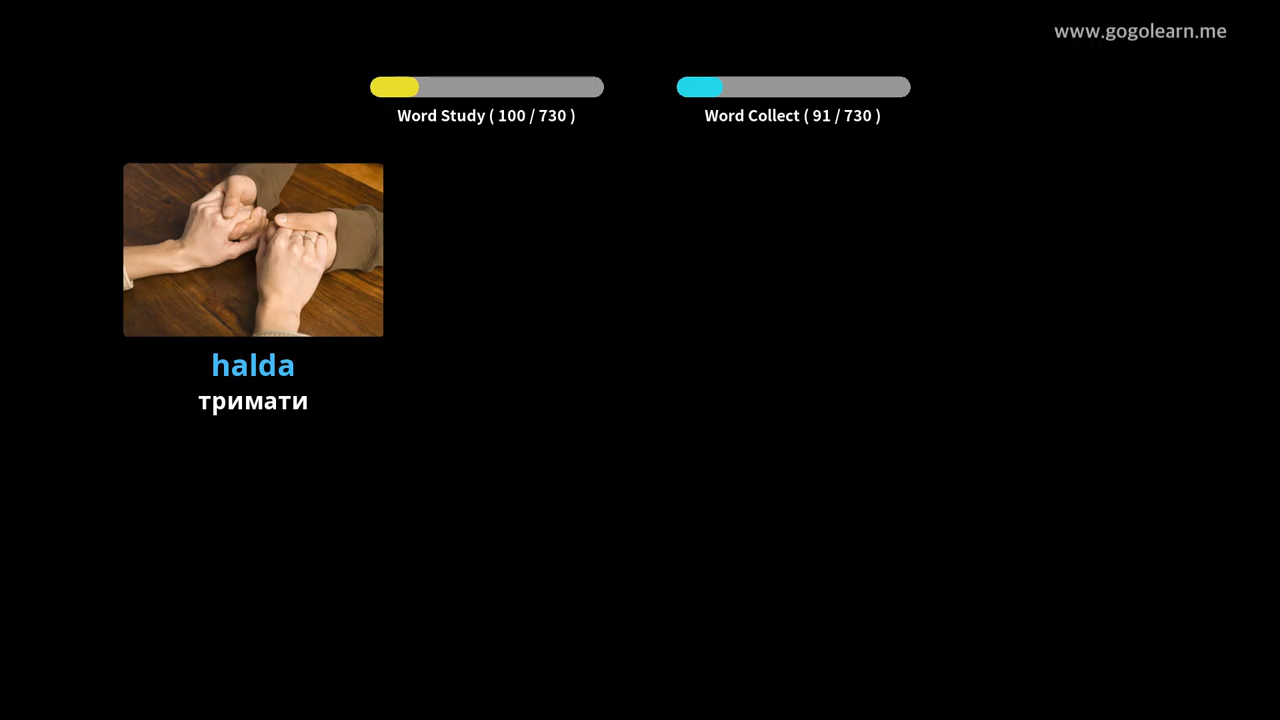 www.gogolearn.me
Word Study ( 100 / 730 )
Word Collect ( 91 / 730 )
halda
тримати